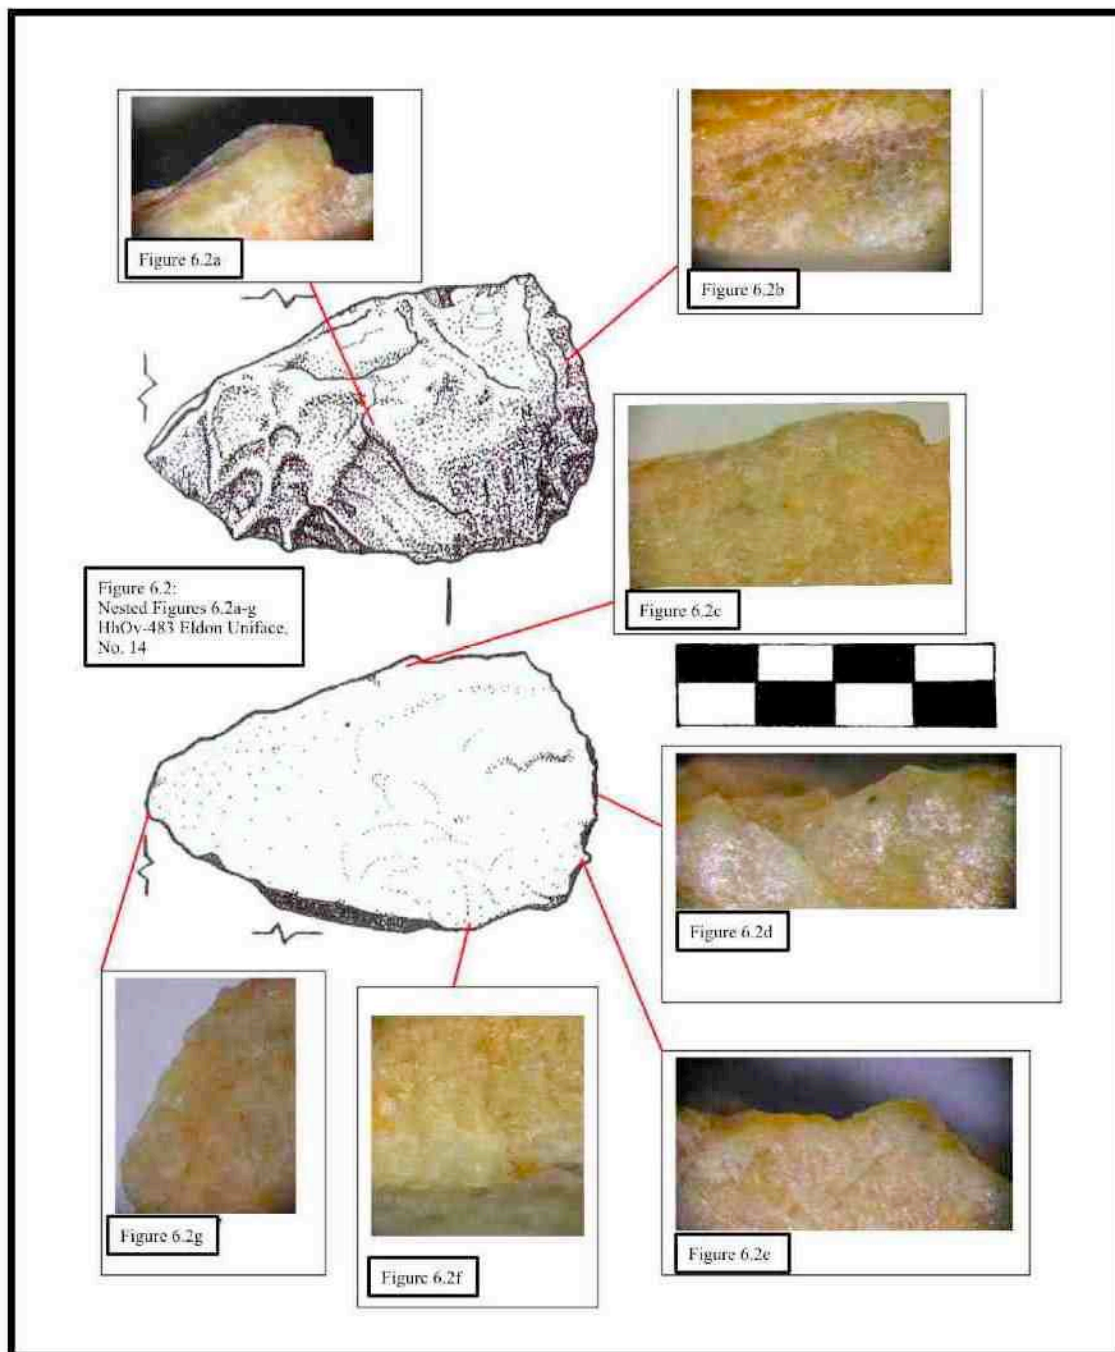 Figure 6.2a
Figure 6.2b
Figure 6.2c
Figure 6.2:
Nested Figures 6.2a-g
HhOv-483 Eldon Uniface,
No. 14
Figure 6.2d
Figure 6.2g
Figure 6.2f
Figure 6.2e